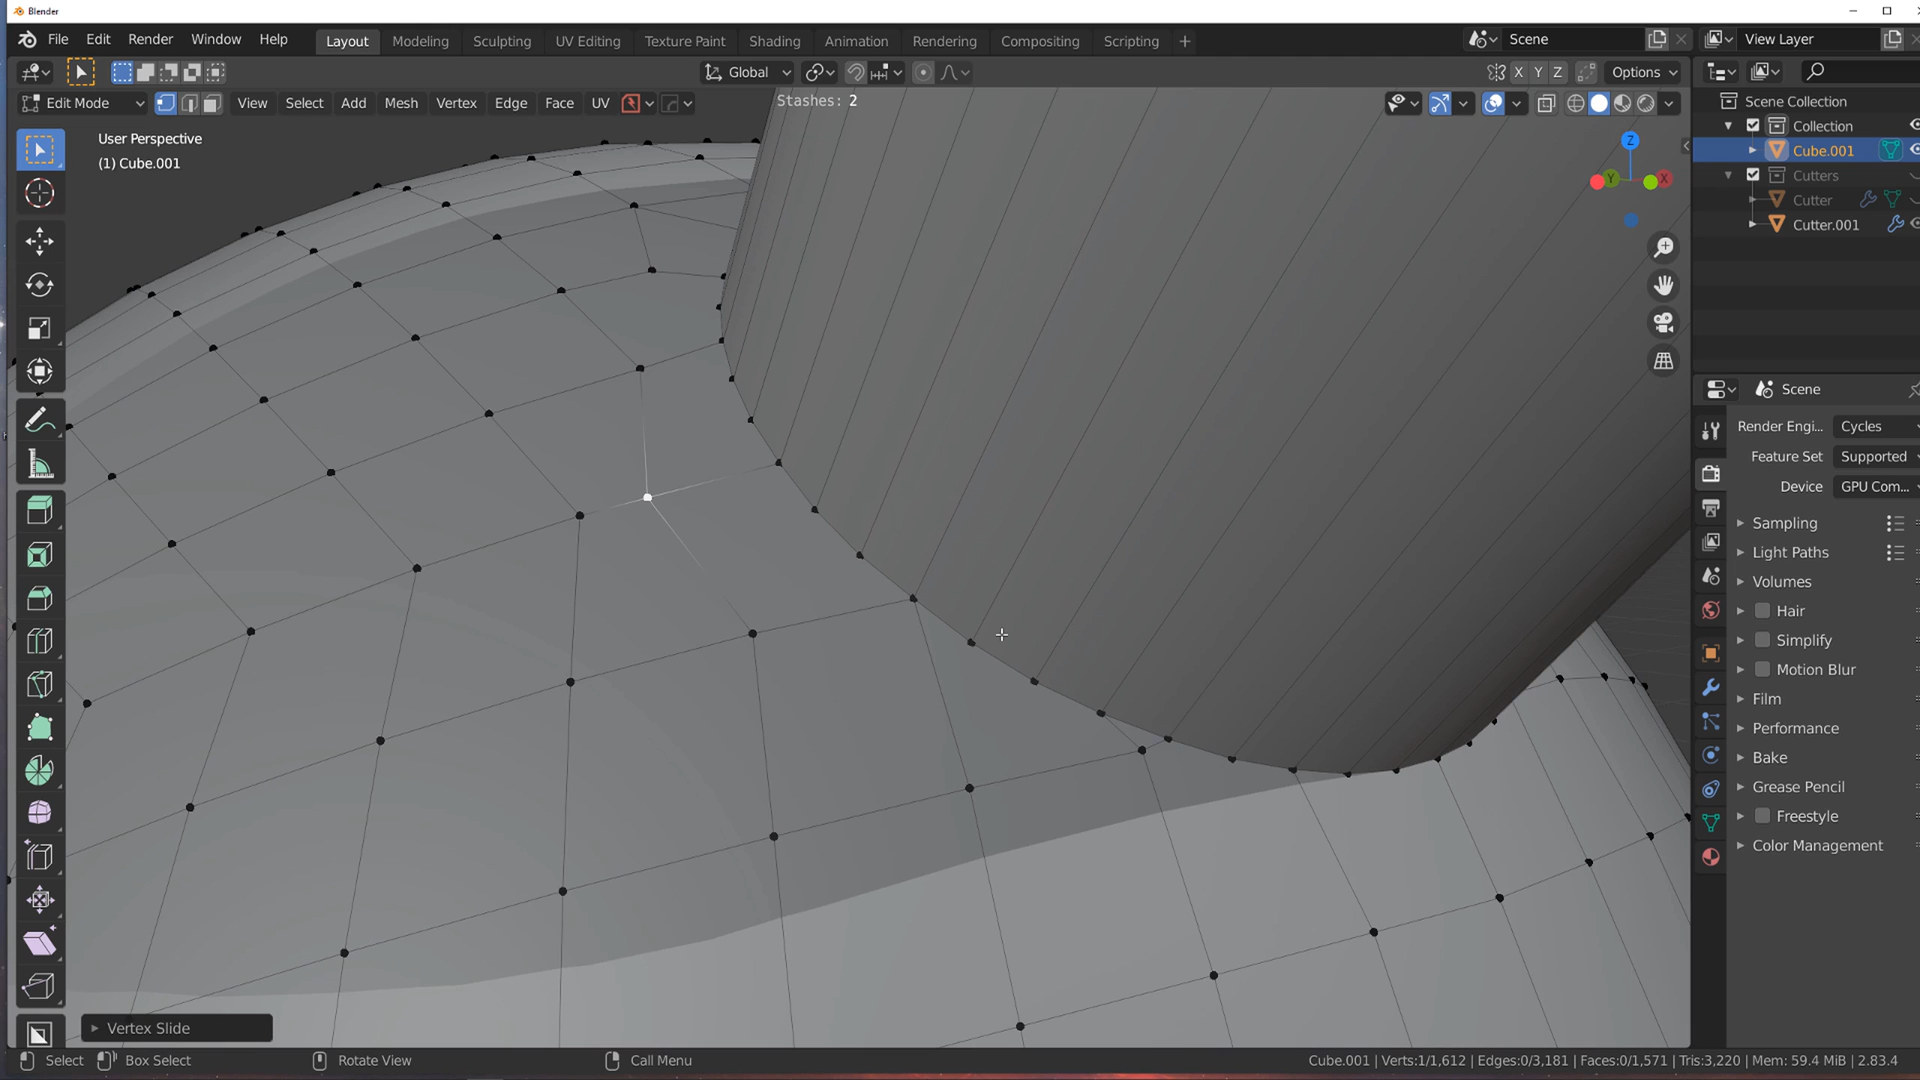 Blender
File Edit Render Window Help Layout Modeling Sculpting UV Editing Texture Paint Shading Animation Rendering Compositing Scripting + Scene View Layer
Global X Y Z Options
Edit Mode View Select Add Mesh Vertex Edge Face UV Stashes: 2
User Perspective
(1) Cube.001
Z
Y X
Scene Collection
Collection
Cube.001
Cutters
Cutter
Cutter.001
Scene
Render Engi... Cycles
Feature Set Supported
Device GPU Com...
Sampling
Light Paths
Volumes
Hair
Simplify
Motion Blur
Film
Performance
Bake
Grease Pencil
Freestyle
Color Management
Vertex Slide
Select Box Select Rotate View Call Menu Cube.001 | Verts:1/1,612 | Edges:0/3,181 | Faces:0/1,571 | Tris:3,220 | Mem: 59.4 MiB | 2.83.4